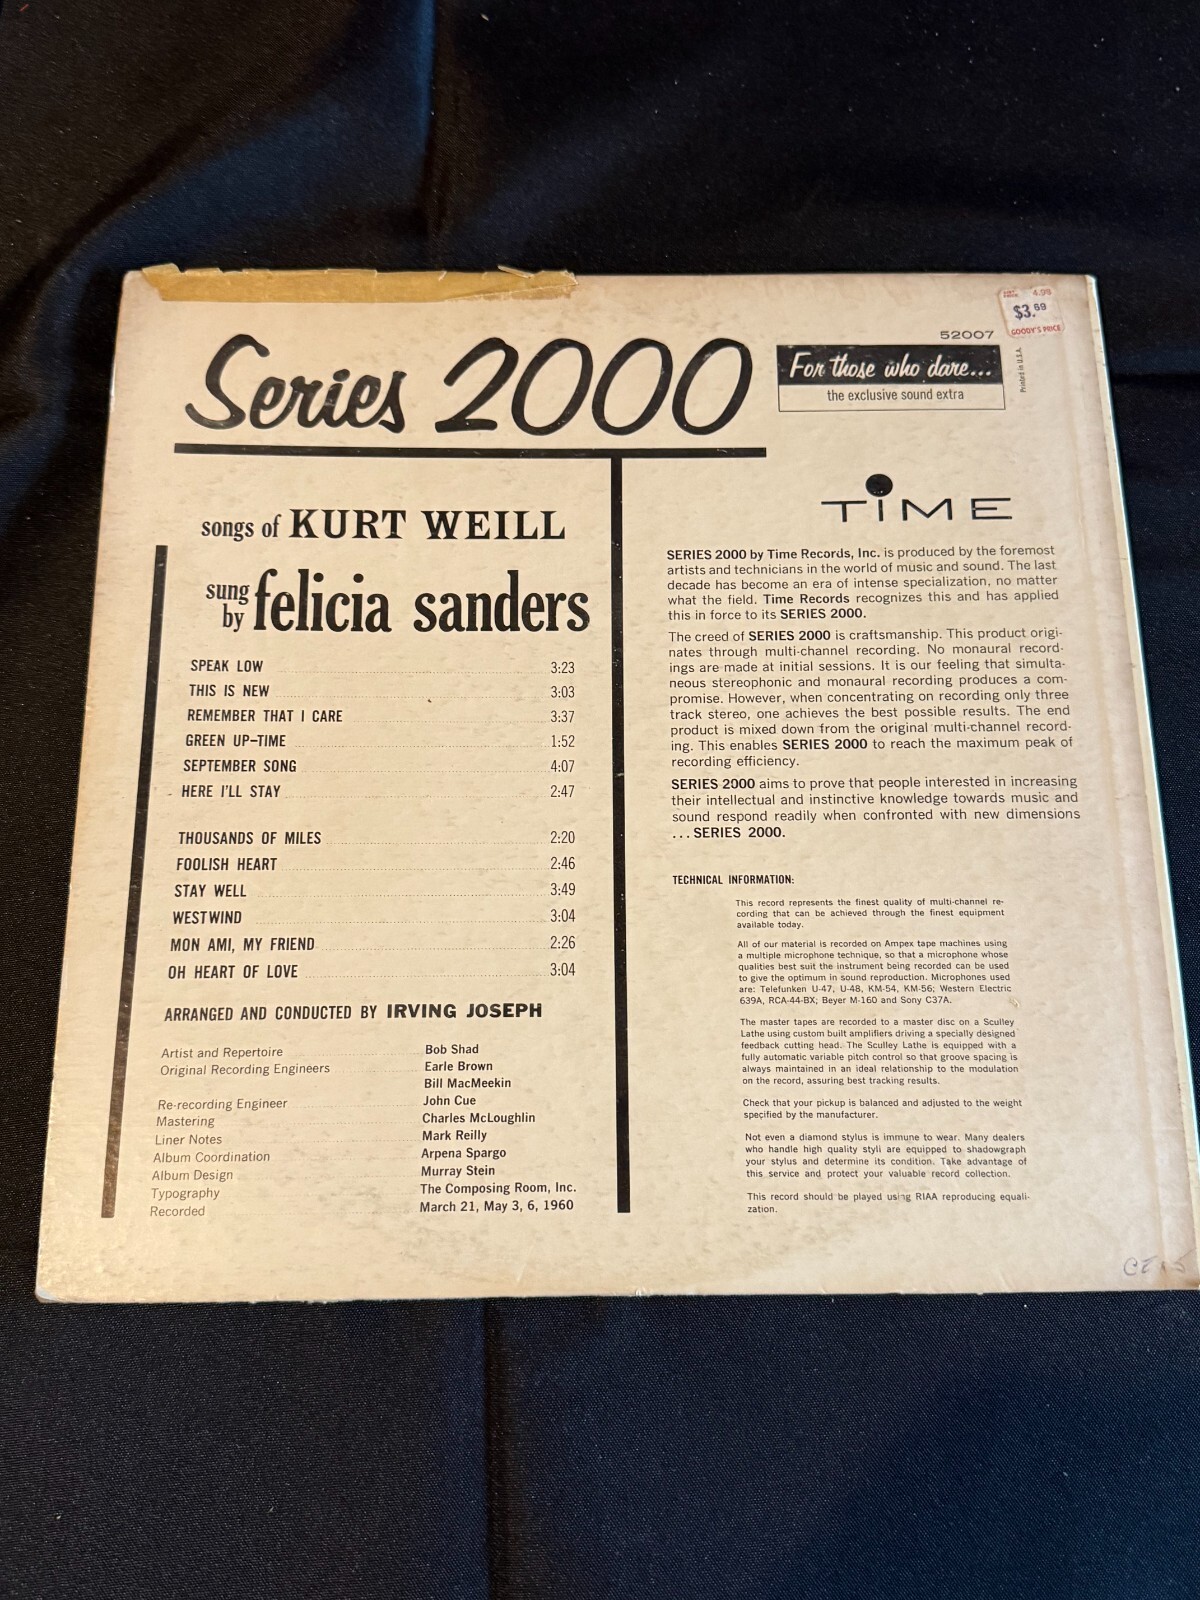 4.98
$3.69
GOODY'S PRICE
52007
Series 2000
For those who dare...
the exclusive sound extra
Printed in U.S.A.
TIME
songs of KURT WEILL
sung by felicia sanders
SPEAK LOW 3:23
THIS IS NEW 3:03
REMEMBER THAT I CARE 3:37
GREEN UP-TIME 1:52
SEPTEMBER SONG 4:07
HERE I'LL STAY 2:47
THOUSANDS OF MILES 2:20
FOOLISH HEART 2:46
STAY WELL 3:49
WESTWIND 3:04
MON AMI, MY FRIEND 2:26
OH HEART OF LOVE 3:04
ARRANGED AND CONDUCTED BY IRVING JOSEPH
Artist and Repertoire Bob Shad
Original Recording Engineers Earle Brown
Bill MacMeekin
Re-recording Engineer John Cue
Mastering Charles McLoughlin
Liner Notes Mark Reilly
Album Coordination Arpena Spargo
Album Design Murray Stein
Typography The Composing Room, Inc.
Recorded March 21, May 3, 6, 1960
SERIES 2000 by Time Records, Inc. is produced by the foremost
artists and technicians in the world of music and sound. The last
decade has become an era of intense specialization, no matter
what the field. Time Records recognizes this and has applied
this in force to its SERIES 2000.
The creed of SERIES 2000 is craftsmanship. This product origi-
nates through multi-channel recording. No monaural record-
ings are made at initial sessions. It is our feeling that simulta-
neous stereophonic and monaural recording produces a com-
promise. However, when concentrating on recording only three
track stereo, one achieves the best possible results. The end
product is mixed down from the original multi-channel record-
ing. This enables SERIES 2000 to reach the maximum peak of
recording efficiency.
SERIES 2000 aims to prove that people interested in increasing
their intellectual and instinctive knowledge towards music and
sound respond readily when confronted with new dimensions
... SERIES 2000.
TECHNICAL INFORMATION:
This record represents the finest quality of multi-channel re-
cording that can be achieved through the finest equipment
available today.
All of our material is recorded on Ampex tape machines using
a multiple microphone technique, so that a microphone whose
qualities best suit the instrument being recorded can be used
to give the optimum in sound reproduction. Microphones used
are: Telefunken U-47, U-48, KM-54, KM-56; Western Electric
639A, RCA-44-BX; Beyer M-160 and Sony C37A.
The master tapes are recorded to a master disc on a Sculley
Lathe using custom built amplifiers driving a specially designed
feedback cutting head. The Sculley Lathe is equipped with a
fully automatic variable pitch control so that groove spacing is
always maintained in an ideal relationship to the modulation
on the record, assuring best tracking results.
Check that your pickup is balanced and adjusted to the weight
specified by the manufacturer.
Not even a diamond stylus is immune to wear. Many dealers
who handle high quality styli are equipped to shadowgraph
your stylus and determine its condition. Take advantage of
this service and protect your valuable record collection.
This record should be played using RIAA reproducing equali-
zation.